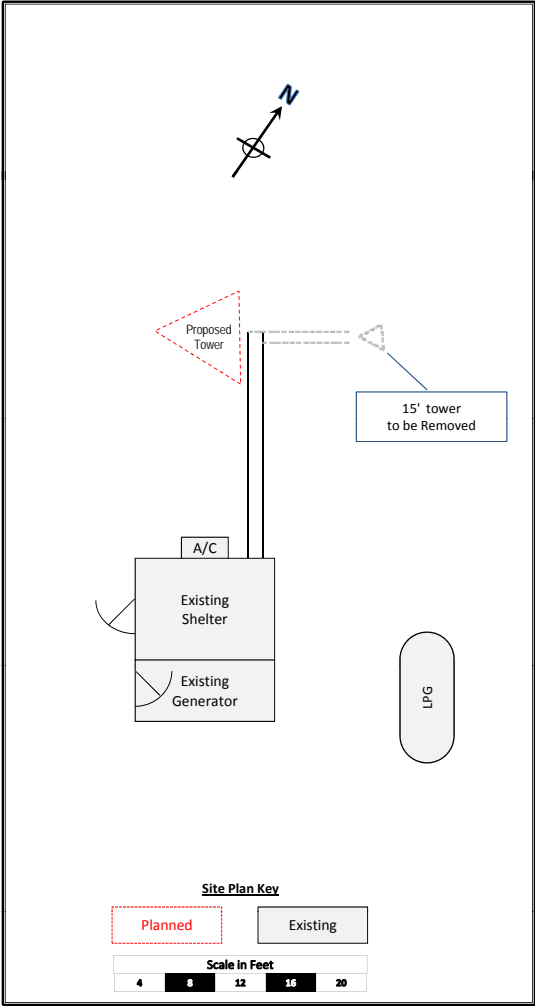 N
Proposed
Tower
15' tower
to be Removed
A/C
Existing
Shelter
Existing
Generator
LPG
Site Plan Key
Planned
Existing
Scale in Feet
4 8 12 16 20